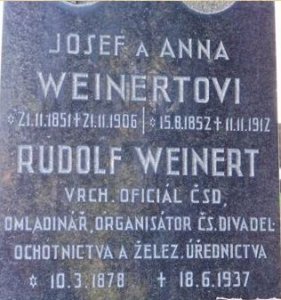 JOSEF A ANNA
WEINERTOVI
✡21.11.1851✝21.11.1906 | ✡15.8.1852✝11.11.1912
RUDOLF WEINERT
VRCH. OFICIÁL ČSD,
OMLADINÁŘ, ORGANISÁTOR ČS. DIVADEL.
OCHOTNICTVA A ŽELEZ. ÚŘEDNICTVA
✡ 10.3.1878 ✝ 18.6.1937